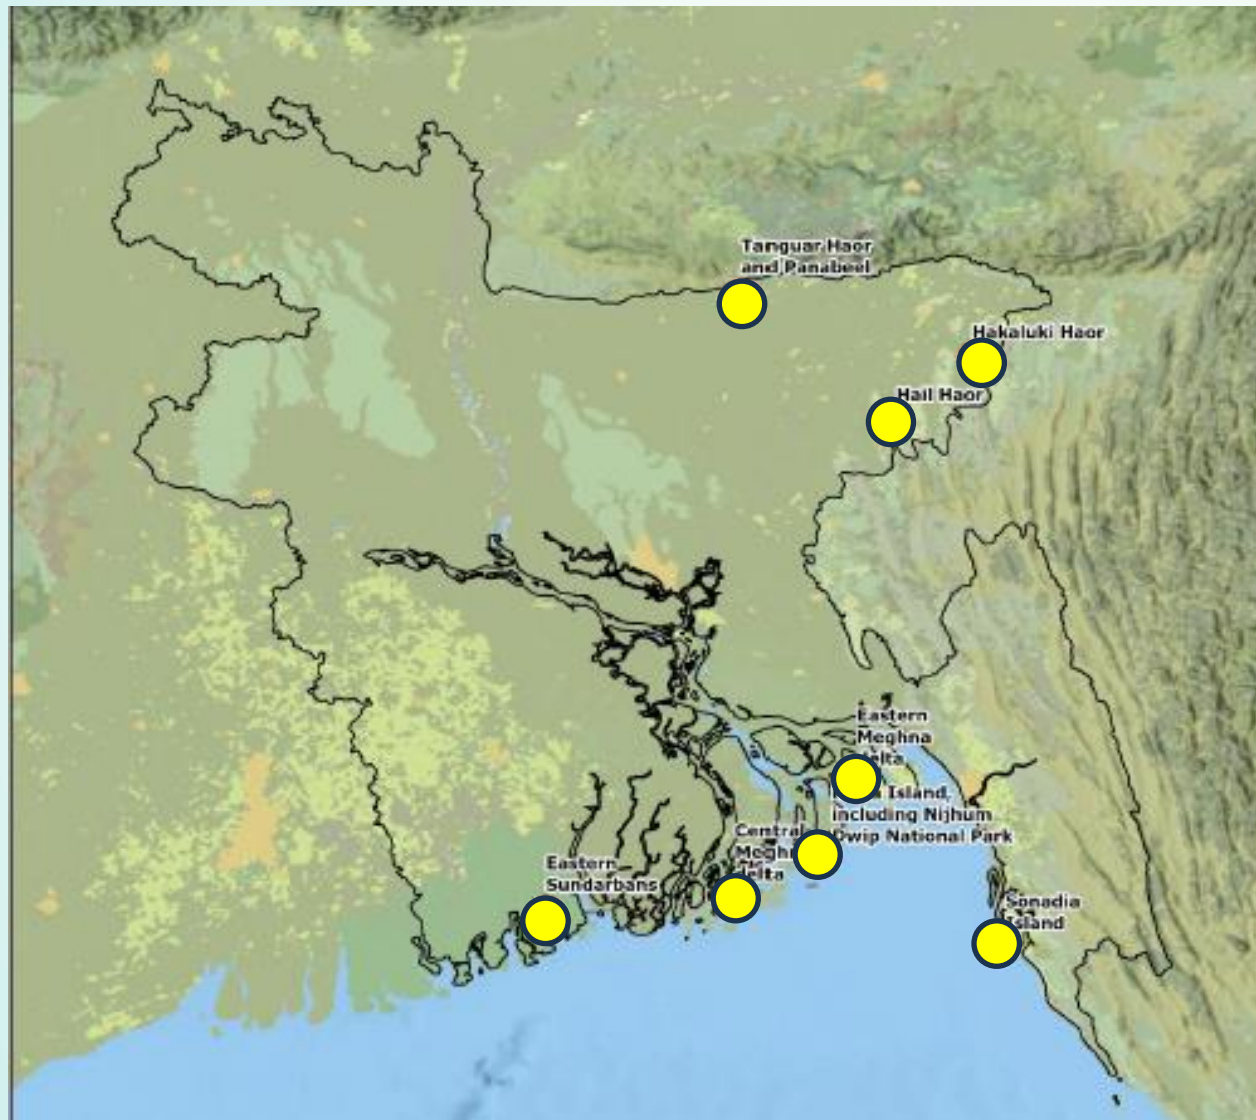 Tanguar Haor
and Panabeel
Hakaluki Haor
Hail Haor
Eastern
Meghna
Island,
including Nijhum
Dwip National Park
Central
Eastern
Sundarbans
Sonadia
Island